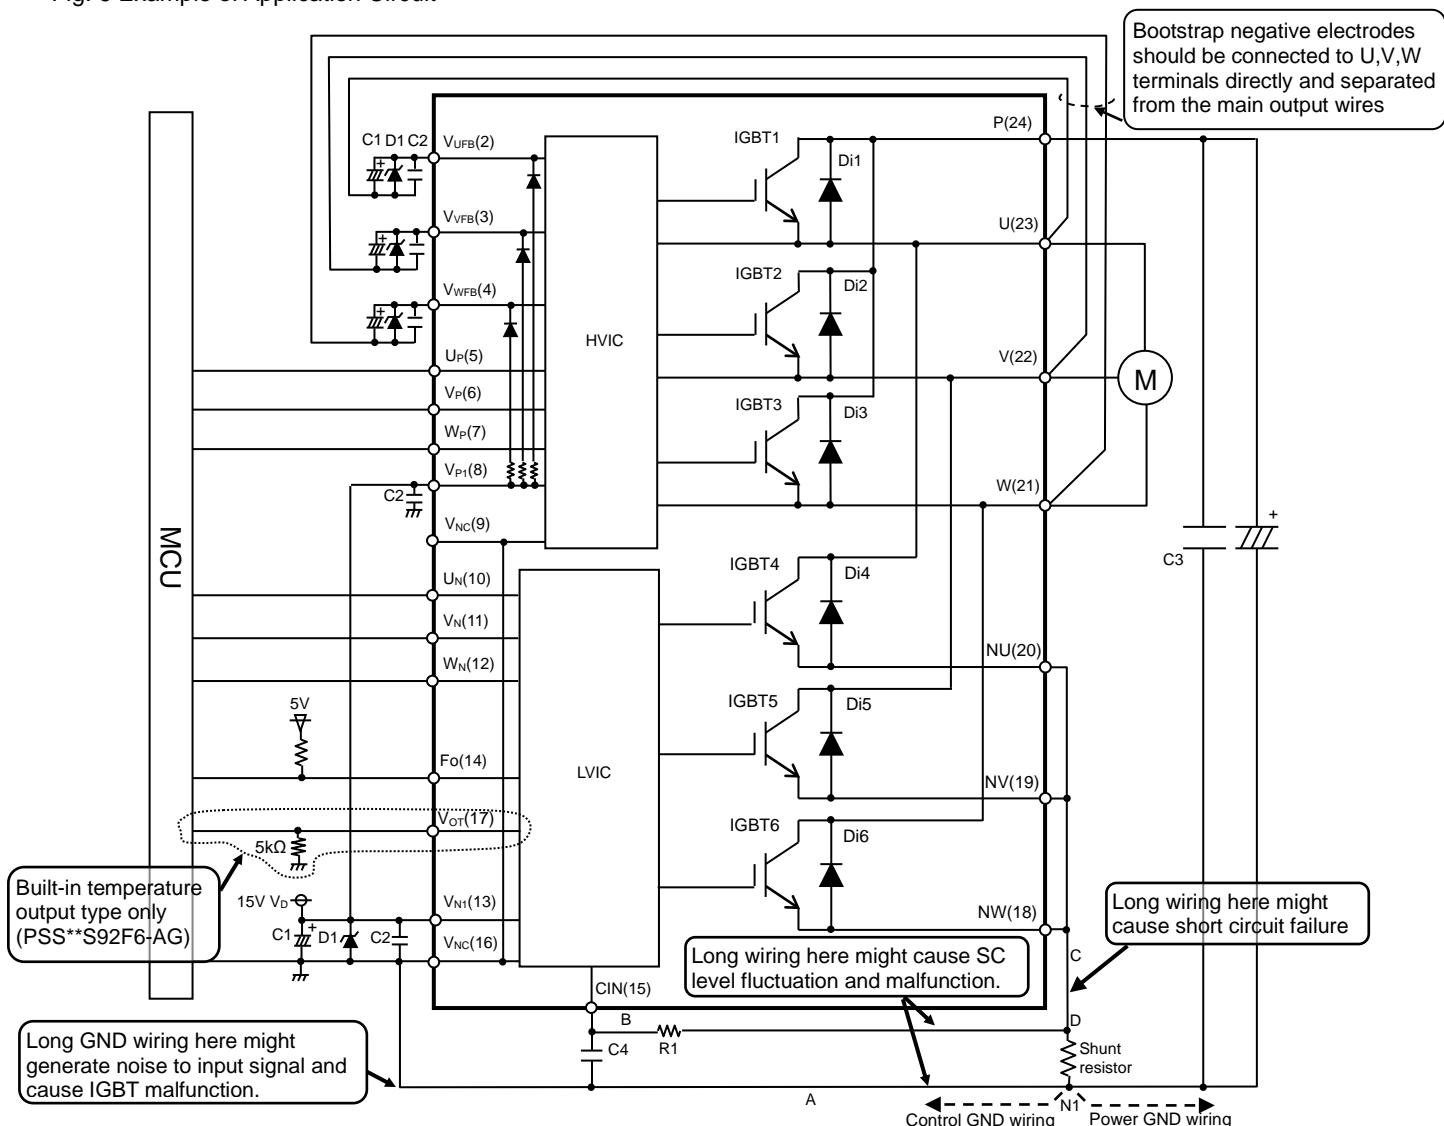 Bootstrap negative electrodes
should be connected to U,V,W
terminals directly and separated
from the main output wires
C1 D1 C2
+
VUFB(2)
IGBT1
Di1
P(24)
VVFB(3)
+
U(23)
IGBT2
Di2
VWFB(4)
+
HVIC
UP(5)
V(22)
M
VP(6)
IGBT3
Di3
WP(7)
VP1(8)
C2
W(21)
+
C3
MCU
VNC(9)
IGBT4
Di4
UN(10)
VN(11)
NU(20)
WN(12)
5V
IGBT5
Di5
Fo(14)
LVIC
NV(19)
VOT(17)
5kΩ
IGBT6
Di6
Built-in temperature
output type only
(PSS**S92F6-AG)
15V VD
VN1(13)
C1
+
D1
C2
NW(18)
VNC(16)
Long wiring here might
cause short circuit failure
Long wiring here might cause SC
level fluctuation and malfunction.
C
CIN(15)
B
R1
D
C4
Shunt
resistor
Long GND wiring here might
generate noise to input signal and
cause IGBT malfunction.
A
N1
Control GND wiring
Power GND wiring